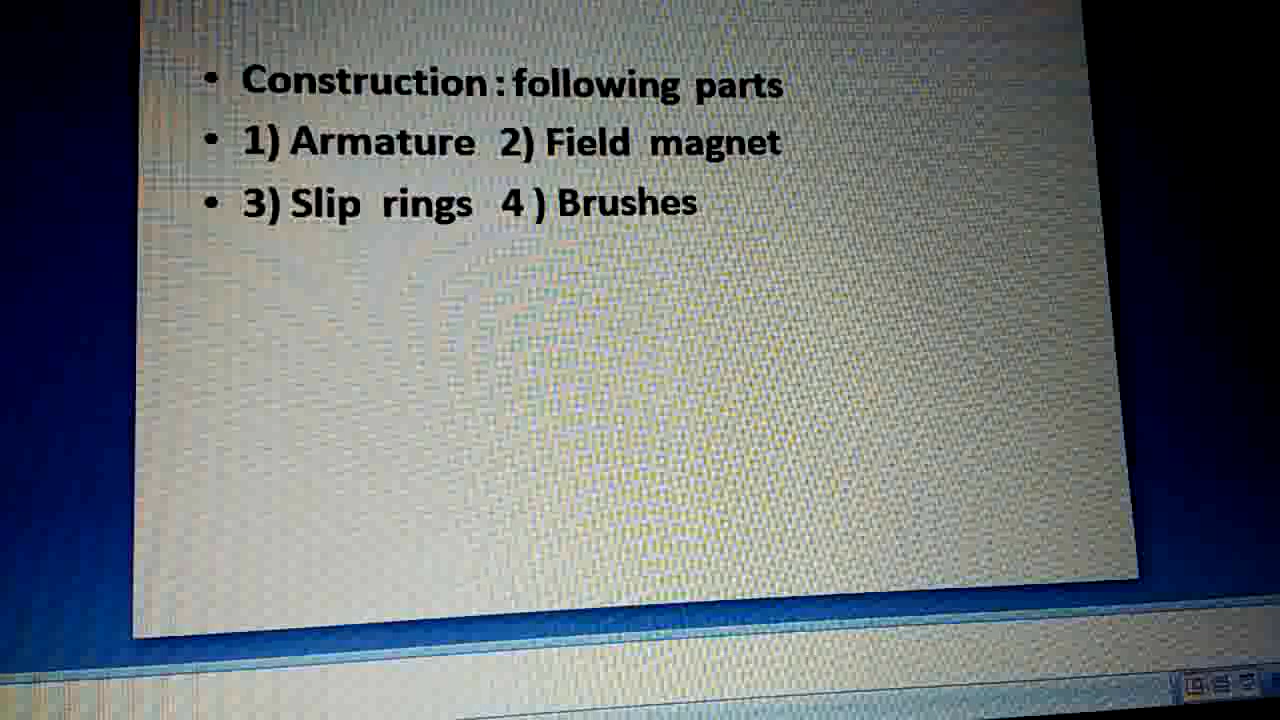 • Construction : following parts
• 1) Armature 2) Field magnet
• 3) Slip rings 4 ) Brushes